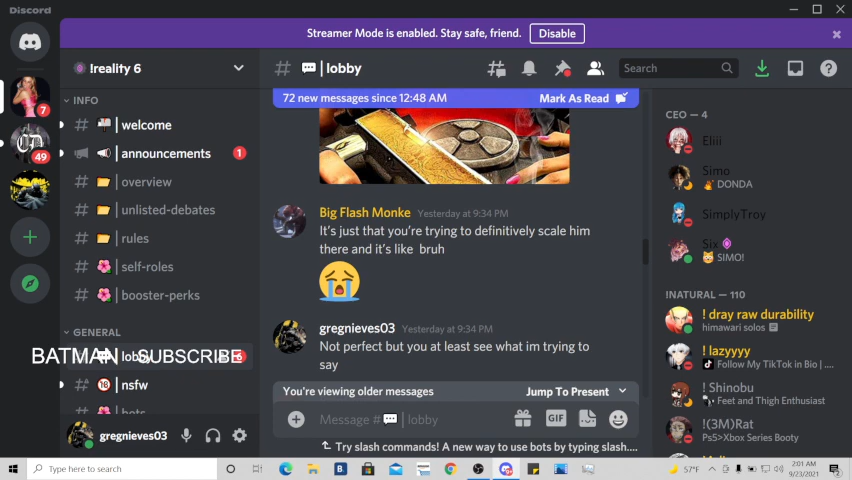 Discord
Streamer Mode is enabled. Stay safe, friend.
Disable
Ireality 6
lobby
Search
INFO
welcome
announcements
1
overview
unlisted-debates
rules
self-roles
booster-perks
GENERAL
BATMAN SUBSCRIBE
nsfw
7
49
gregnieves03
72 new messages since 12:48 AM
Mark As Read
Big Flash Monke Yesterday at 9:34 PM
It's just that you're trying to definitively scale him
there and it's like bruh
gregnieves03 Yesterday at 9:34 PM
Not perfect but you at least see what im trying to
say
You're viewing older messages
Jump To Present
Message # lobby
GIF
Try slash commands! A new way to use bots by typing slash....
CEO — 4
Eliii
Simo
DONDA
SimplyTroy
Six
SIMO!
!NATURAL — 110
! dray raw durability
himawari solos
! lazyyyy
Follow My TikTok in Bio | ....
! Shinobu
Feet and Thigh Enthusiast
!(3M)Rat
Ps5>Xbox Series Booty
Type here to search
57°F
2:01 AM
9/23/2021